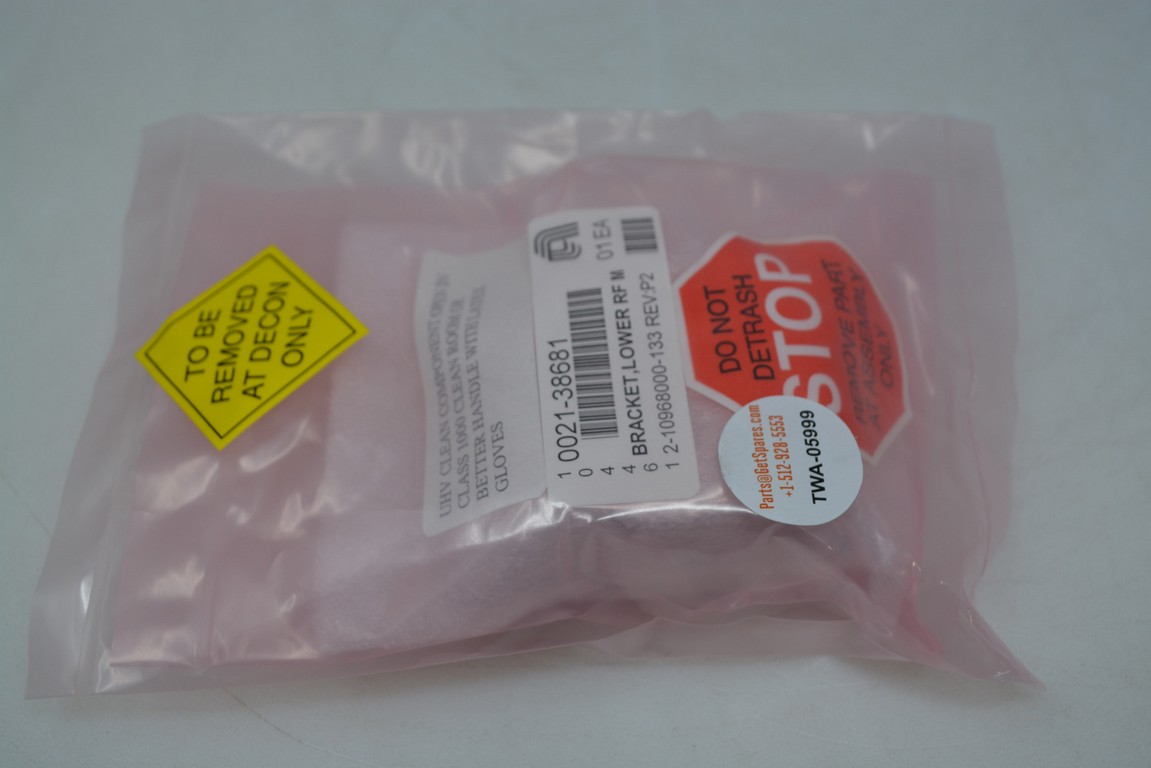 TO BE
REMOVED
AT DECON
ONLY
UHV CLEAN COMPONENT OPEN IN
CLASS 1000 CLEAN ROOM OR
BETTER HANDLE WITH LATEX
GLOVES
01 EA
1 0021-38681
0
4
4 BRACKET,LOWER RF M
6
1 2-10968000-133 REV:P2
DO NOT
DETRASH
STOP
REMOVE PART
AT ASSEMBLY
ONLY
Parts@GetSpares.com
+1-512-928-5553
TWA-05999